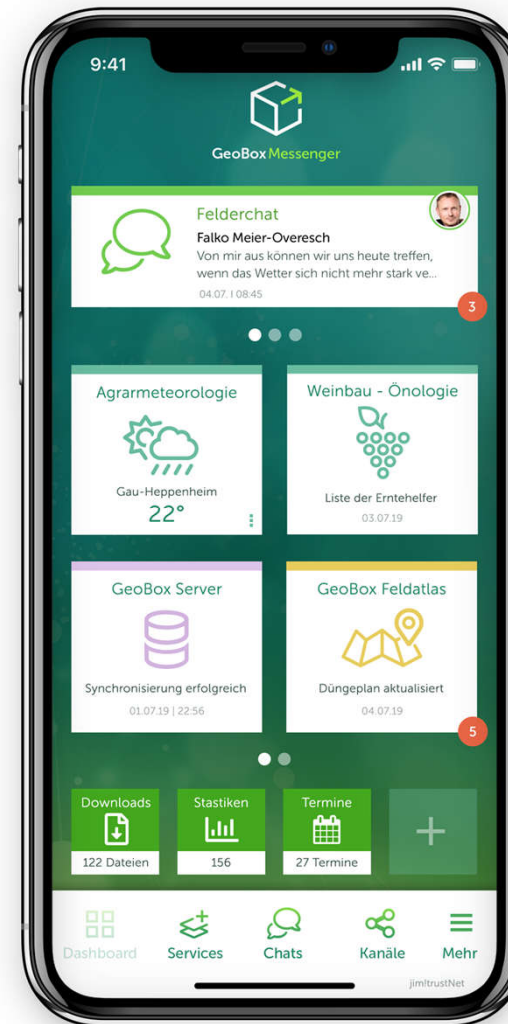 9:41
GeoBox Messenger
Felderchat
Falko Meier-Overesch
Von mir aus können wir uns heute treffen,
wenn das Wetter sich nicht mehr stark ve...
04.07. I 08:45
3
Agrarmeteorologie
Gau-Heppenheim
22°
Weinbau - Önologie
Liste der Erntehelfer
03.07.19
GeoBox Server
Synchronisierung erfolgreich
01.07.19 | 22:56
GeoBox Feldatlas
Düngeplan aktualisiert
04.07.19
5
Downloads
122 Dateien
Stastiken
156
Termine
27 Termine
+
Dashboard
Services
Chats
Kanäle
Mehr
jim!trustNet